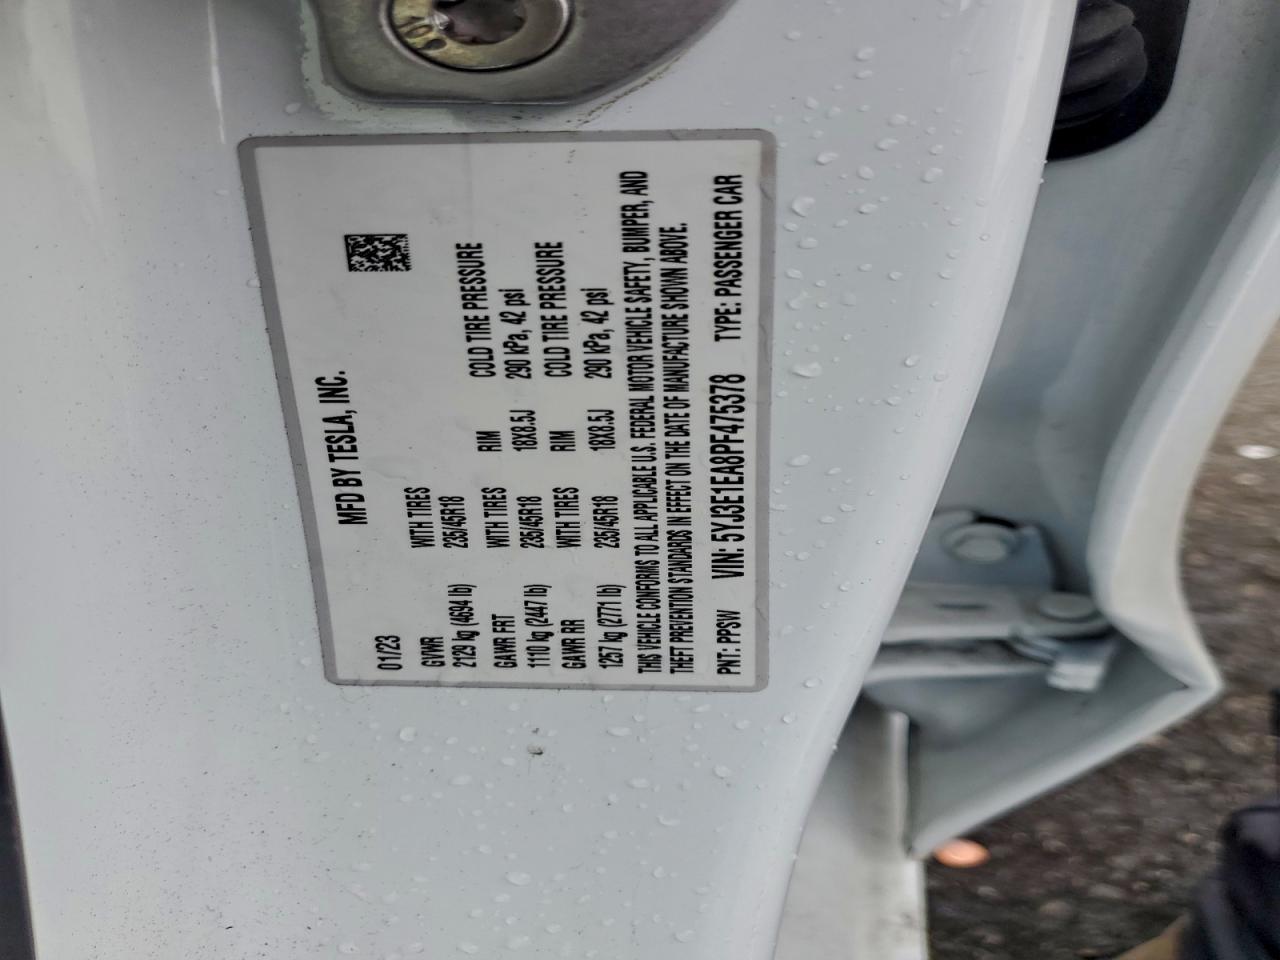 MFD BY TESLA, INC.
01/23
GVWR WITH TIRES RIM COLD TIRE PRESSURE
2129 kg (4694 lb) 235/45R18 18X8.5J 290 kPa, 42 psi
GAWR FRT WITH TIRES RIM COLD TIRE PRESSURE
1110 kg (2447 lb) 235/45R18 18X8.5J 290 kPa, 42 psi
GAWR RR WITH TIRES
1257 kg (2771 lb) 235/45R18
THIS VEHICLE CONFORMS TO ALL APPLICABLE U.S. FEDERAL MOTOR VEHICLE SAFETY, BUMPER, AND
THEFT PREVENTION STANDARDS IN EFFECT ON THE DATE OF MANUFACTURE SHOWN ABOVE.
PNT: PPSW VIN: 5YJ3E1EA8PF475378 TYPE: PASSENGER CAR